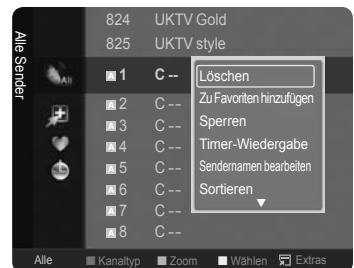 Alle Sender
824 UKTV Gold
825 UKTV style
All
A 1 C --
A 2 C --
A 3 C --
A 4 C --
A 5 C --
A 6 C --
A 7 C --
A 8 C --
Löschen
Zu Favoriten hinzufügen
Sperren
Timer-Wiedergabe
Sendernamen bearbeiten
Sortieren
Alle Kanaltyp Zoom Wählen Extras